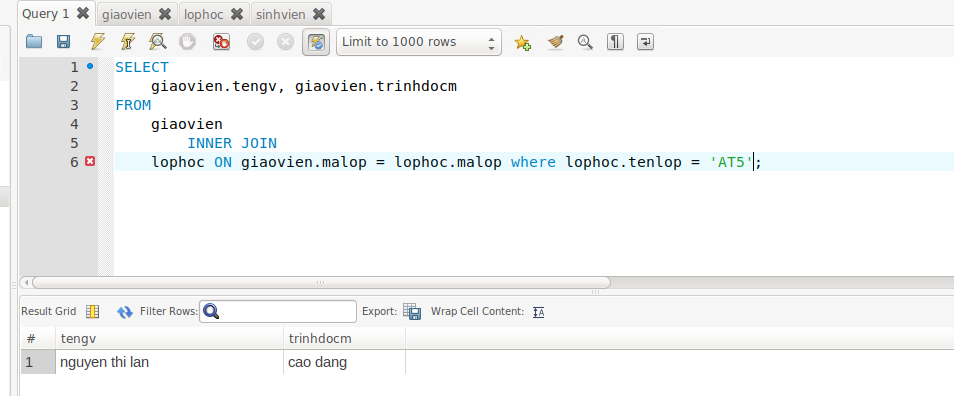 Query 1 giaovien lophoc sinhvien
Limit to 1000 rows
1 SELECT
2 giaovien.tengv, giaovien.trinhdocm
3 FROM
4 giaovien
5 INNER JOIN
6 lophoc ON giaovien.malop = lophoc.malop where lophoc.tenlop = 'AT5';
Result Grid Filter Rows: Export: Wrap Cell Content:
# tengv trinhdocm
1 nguyen thi lan cao dang